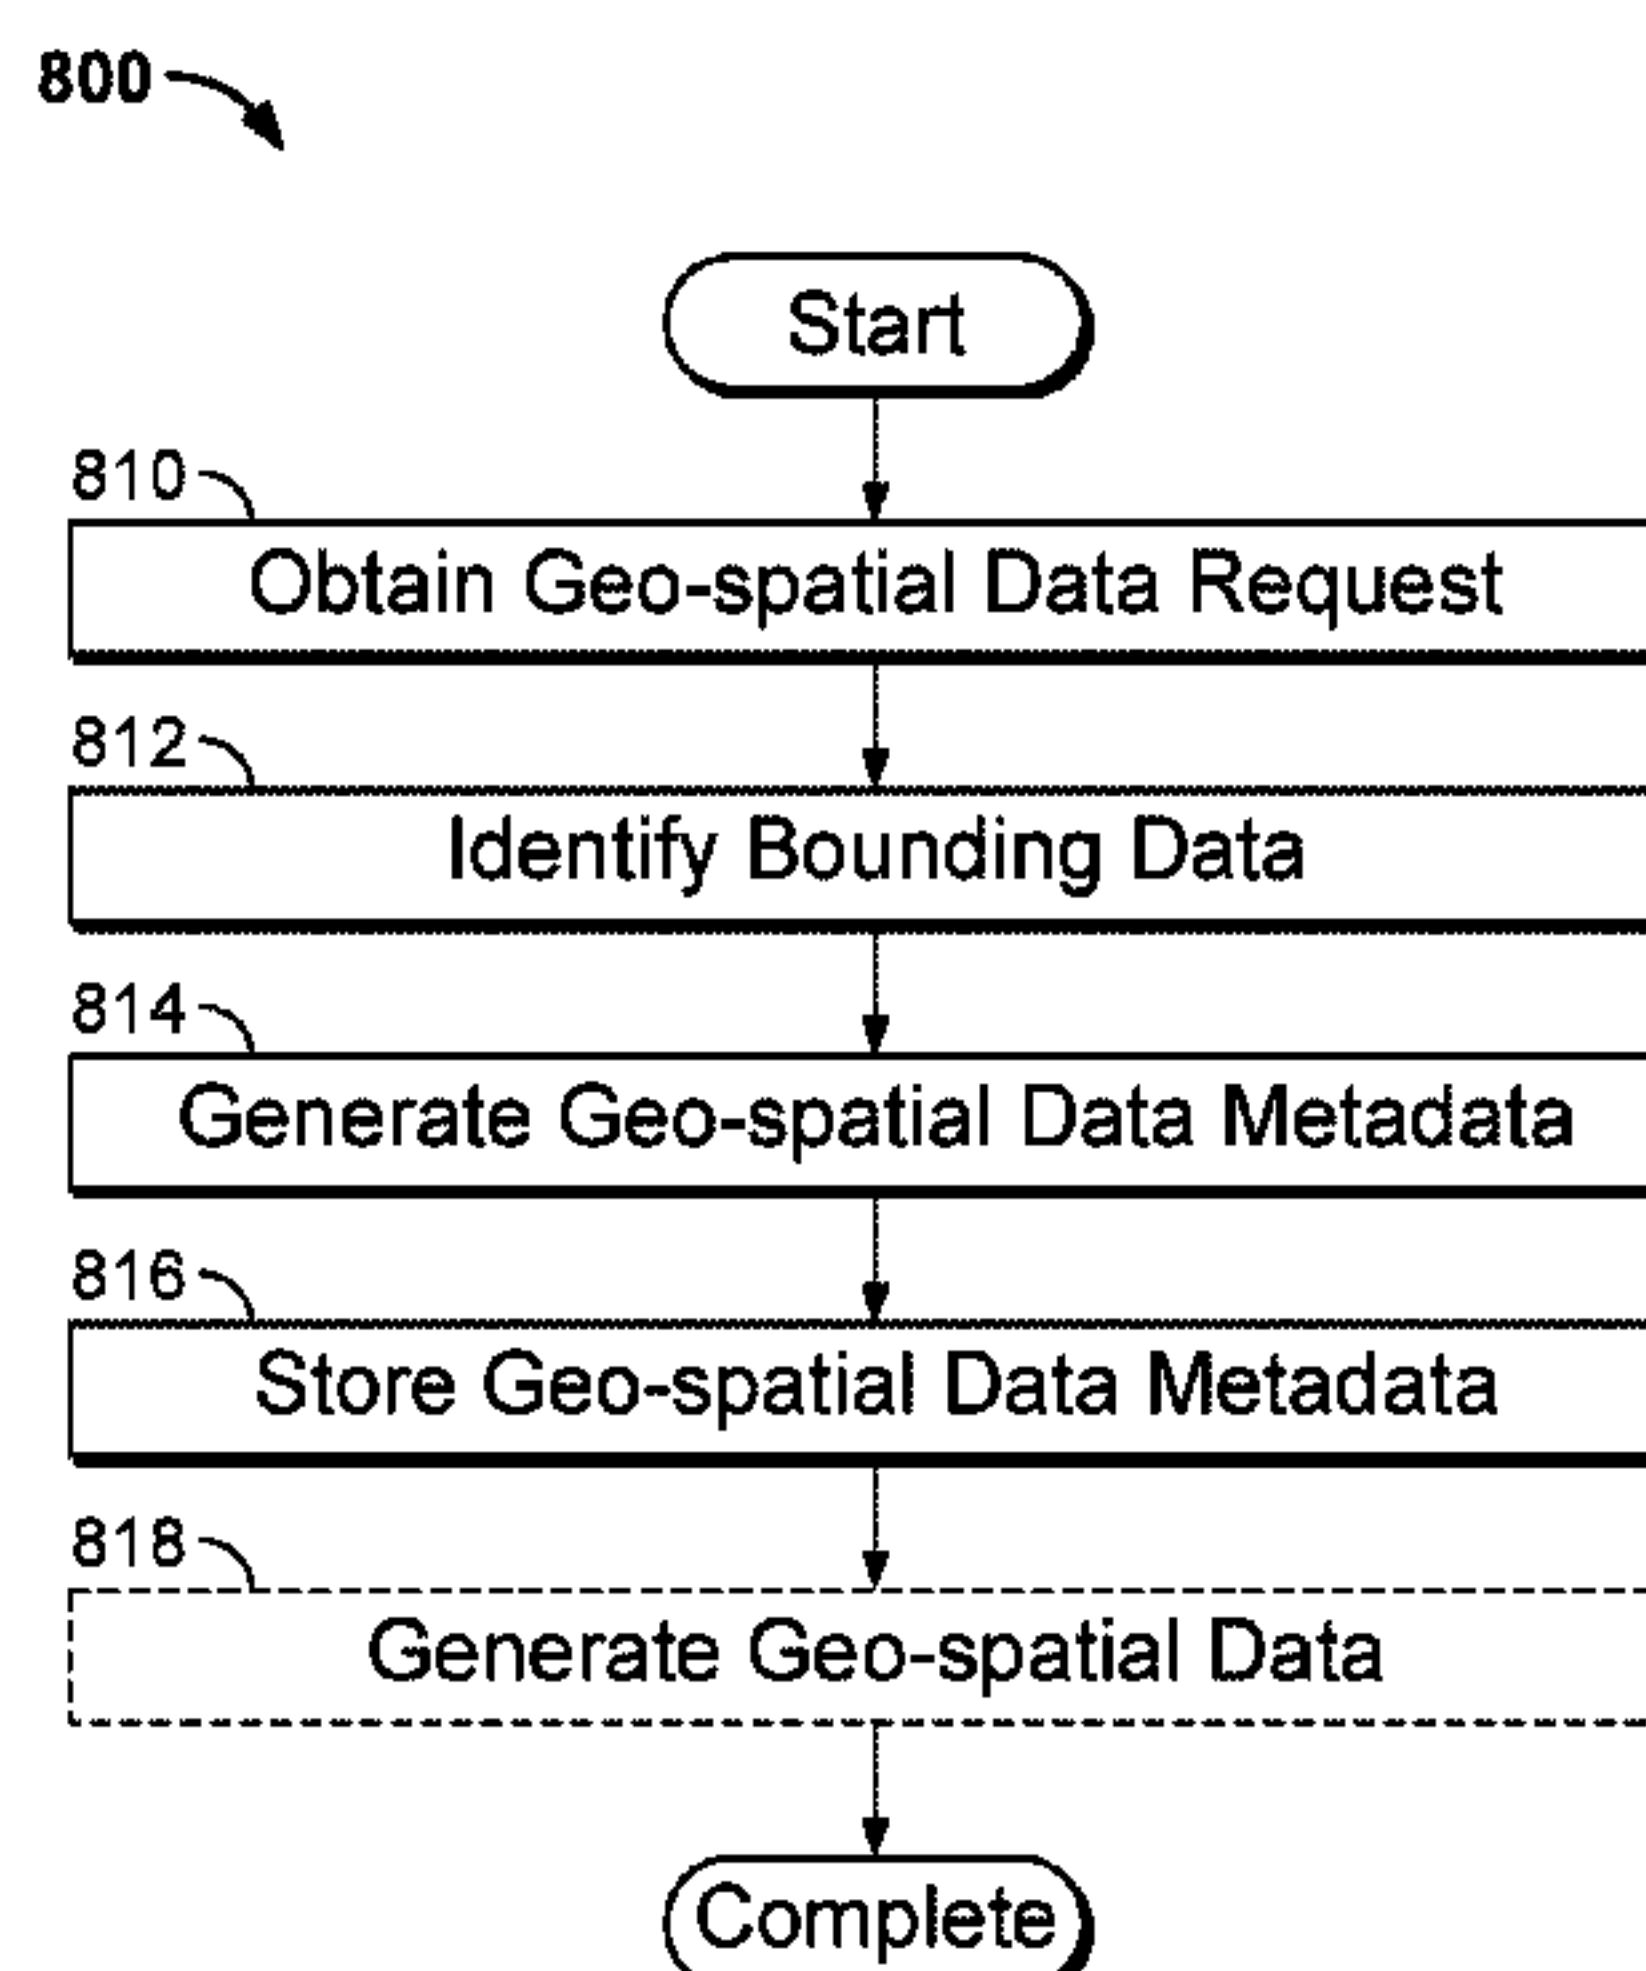 800
Start
810
Obtain Geo-spatial Data Request
812
Identify Bounding Data
814
Generate Geo-spatial Data Metadata
816
Store Geo-spatial Data Metadata
818
Generate Geo-spatial Data
Complete